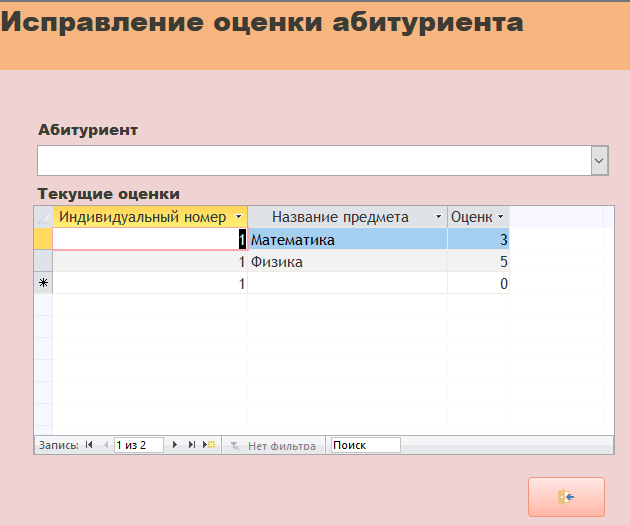 Исправление оценки абитуриента
Абитуриент
Текущие оценки
Индивидуальный номер Название предмета Оценк
1 Математика 3
1 Физика 5
1 0
Запись: 1 из 2 Нет фильтра Поиск